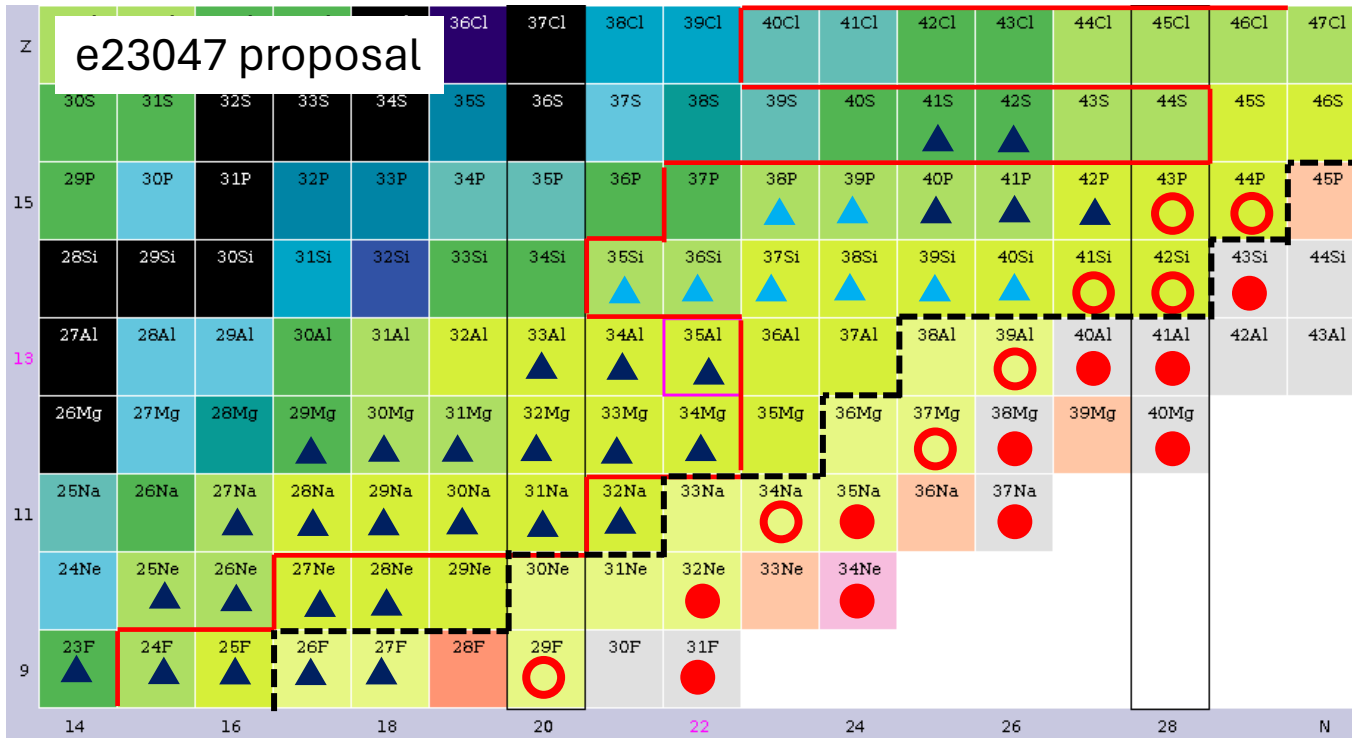 36Cl 37Cl 38Cl 39Cl 40Cl 41Cl 42Cl 43Cl 44Cl 45Cl 46Cl 47Cl
Z
e23047 proposal
30S 31S 32S 33S 34S 35S 36S 37S 38S 39S 40S 41S 42S 43S 44S 45S 46S
29P 30P 31P 32P 33P 34P 35P 36P 37P 38P 39P 40P 41P 42P 43P 44P 45P
15
28Si 29Si 30Si 31Si 32Si 33Si 34Si 35Si 36Si 37Si 38Si 39Si 40Si 41Si 42Si 43Si 44Si
27Al 28Al 29Al 30Al 31Al 32Al 33Al 34Al 35Al 36Al 37Al 38Al 39Al 40Al 41Al 42Al 43Al
13
26Mg 27Mg 28Mg 29Mg 30Mg 31Mg 32Mg 33Mg 34Mg 35Mg 36Mg 37Mg 38Mg 39Mg 40Mg
25Na 26Na 27Na 28Na 29Na 30Na 31Na 32Na 33Na 34Na 35Na 36Na 37Na
11
24Ne 25Ne 26Ne 27Ne 28Ne 29Ne 30Ne 31Ne 32Ne 33Ne 34Ne
23F 24F 25F 26F 27F 28F 29F 30F 31F
9
14 16 18 20 22 24 26 28 N